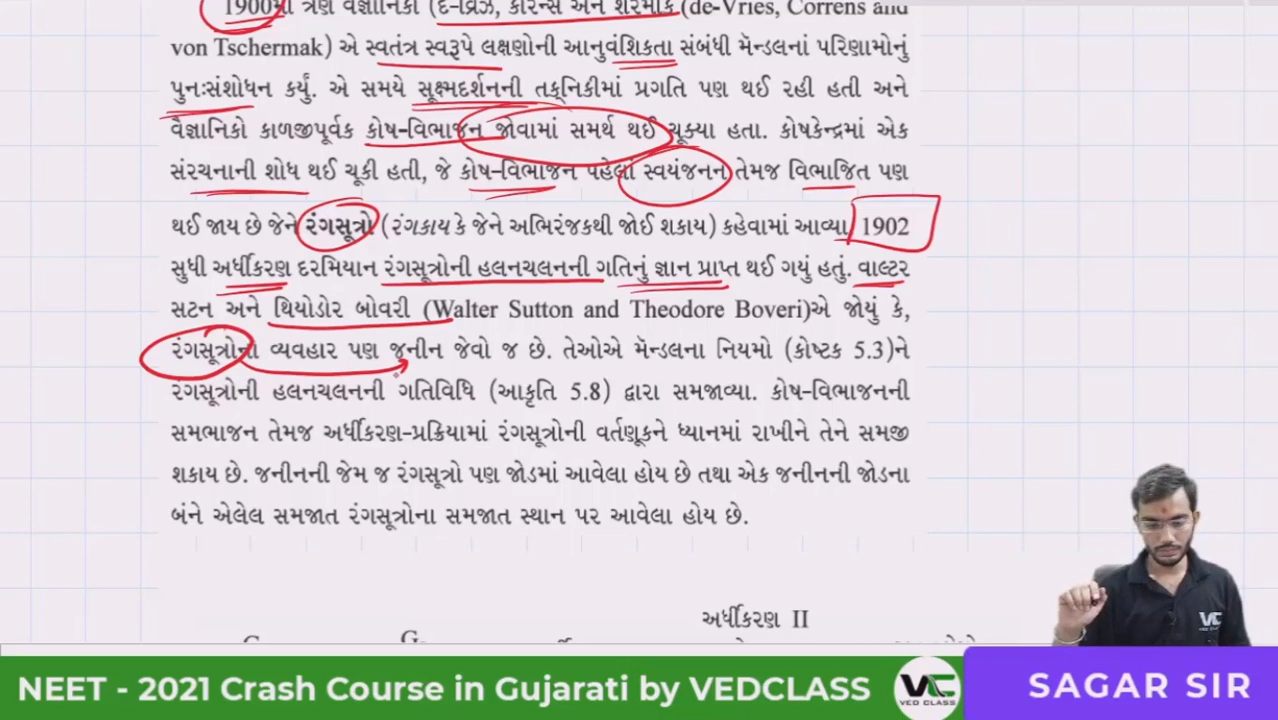 1900માં ત્રણ વૈજ્ઞાનિકો (દ-વ્રિઝ, કોરેન્સ અને શેરમાક (de-Vries, Correns and
von Tschermak) એ સ્વતંત્ર સ્વરૂપે લક્ષણોની આનુવંશિકતા સંબંધી મૅન્ડલનાં પરિણામોનું
પુનઃસંશોધન કર્યું. એ સમયે સૂક્ષ્મદર્શનની તકનિકીમાં પ્રગતિ પણ થઈ રહી હતી અને
વૈજ્ઞાનિકો કાળજીપૂર્વક કોષ-વિભાજન જોવામાં સમર્થ થઈ ચૂક્યા હતા. કોષકેન્દ્રમાં એક
સંરચનાની શોધ થઈ ચૂકી હતી, જે કોષ-વિભાજન પહેલાં સ્વયંજનન તેમજ વિભાજિત પણ
થઈ જાય છે જેને રંગસૂત્રો (રંગકાય કે જેને અભિરંજકથી જોઈ શકાય) કહેવામાં આવ્યા 1902
સુધી અર્ધીકરણ દરમિયાન રંગસૂત્રોની હલનચલનની ગતિનું જ્ઞાન પ્રાપ્ત થઈ ગયું હતું. વાલ્ટર
સટન અને થિયોડોર બોવરી (Walter Sutton and Theodore Boveri)એ જોયું કે,
રંગસૂત્રોના વ્યવહાર પણ જનીન જેવો જ છે. તેઓએ મૅન્ડલના નિયમો (કોષ્ટક 5.3)ને
રંગસૂત્રોની હલનચલનની ગતિવિધિ (આકૃતિ 5.8) દ્વારા સમજાવ્યા. કોષ-વિભાજનની
સમભાજન તેમજ અર્ધીકરણ-પ્રક્રિયામાં રંગસૂત્રોની વર્તણૂકને ધ્યાનમાં રાખીને તેને સમજી
શકાય છે. જનીનની જેમ જ રંગસૂત્રો પણ જોડમાં આવેલા હોય છે તથા એક જનીનની જોડના
બંને એલેલ સમજાત રંગસૂત્રોના સમજાત સ્થાન પર આવેલા હોય છે.
અર્ધીકરણ II
VC
VED CLASS
NEET - 2021 Crash Course in Gujarati by VEDCLASS
VED CLASS
SAGAR SIR